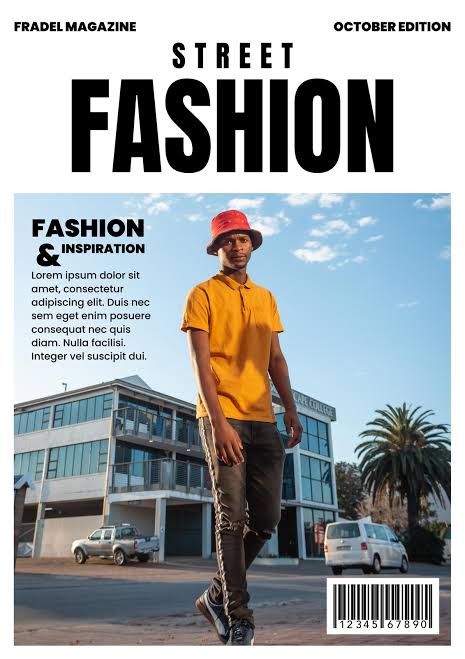 FRADEL MAGAZINE
OCTOBER EDITION
STREET
FASHION
FASHION
& INSPIRATION
Lorem ipsum dolor sit
amet, consectetur
adipiscing elit. Duis nec
sem eget enim posuere
consequat nec quis
diam. Nulla facilisi.
Integer vel suscipit dui.
CAPE COLLEGE
12345 67890